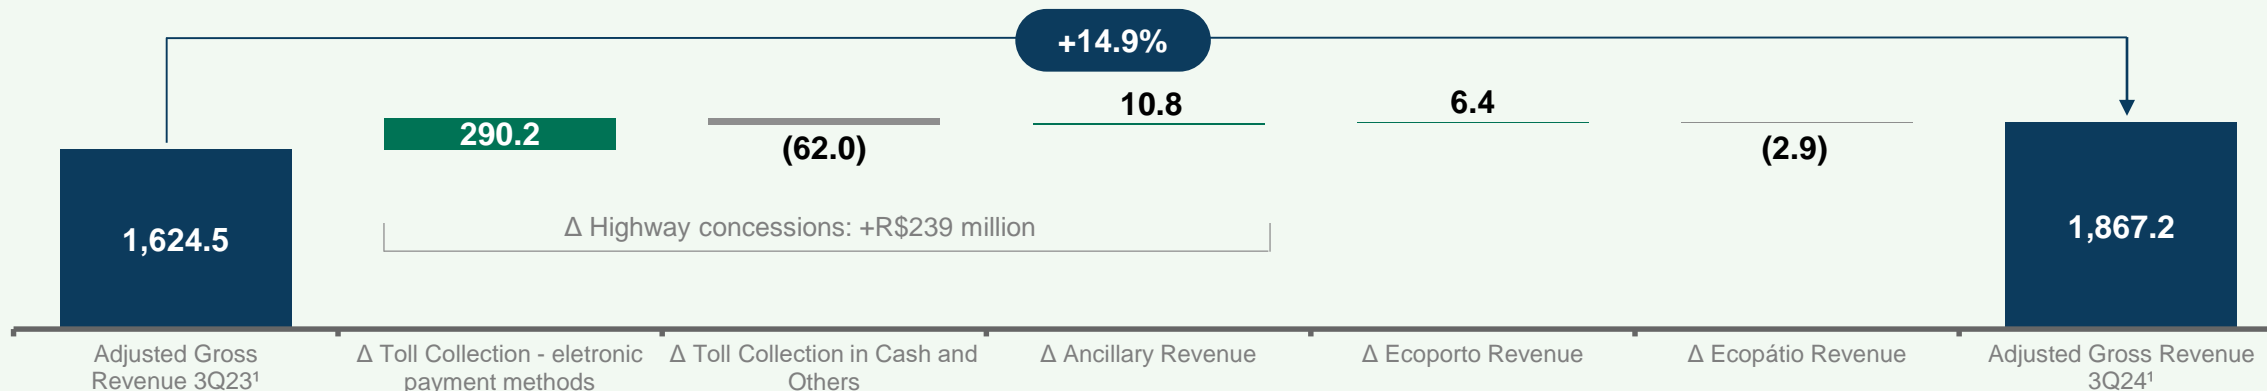 +14.9%
10.8
6.4
290.2
(62.0)
(2.9)
Δ Highway concessions: +R$239 million
1,624.5
1,867.2
Adjusted Gross
Revenue 3Q23¹
Δ Toll Collection - eletronic
payment methods
Δ Toll Collection in Cash and
Others
Δ Ancillary Revenue
Δ Ecoporto Revenue
Δ Ecopátio Revenue
Adjusted Gross Revenue
3Q24¹